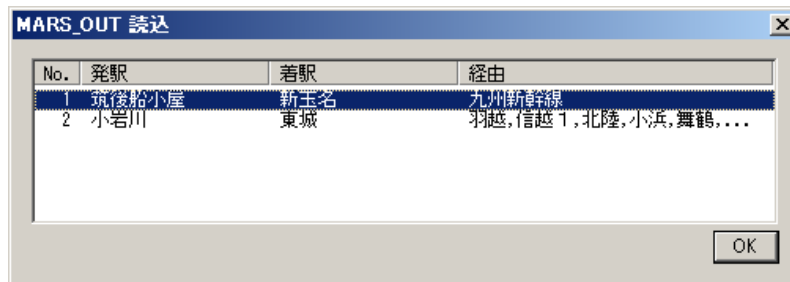 MARS_OUT 読込
No. 発駅 着駅 経由
1 筑後船小屋 新玉名 九州新幹線
2 小岩川 東城 羽越,信越1,北陸,小浜,舞鶴,...
OK